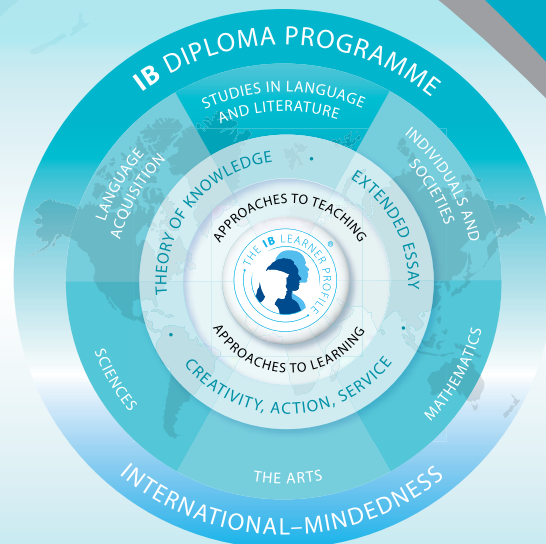 IB DIPLOMA PROGRAMME
STUDIES IN LANGUAGE
AND LITERATURE
LANGUAGE
ACQUISITION
INDIVIDUALS AND
SOCIETIES
THEORY OF KNOWLEDGE
EXTENDED ESSAY
APPROACHES TO TEACHING
• THE IB LEARNER PROFILE •
®
APPROACHES TO LEARNING
CREATIVITY, ACTION, SERVICE
SCIENCES
MATHEMATICS
THE ARTS
INTERNATIONAL–MINDEDNESS